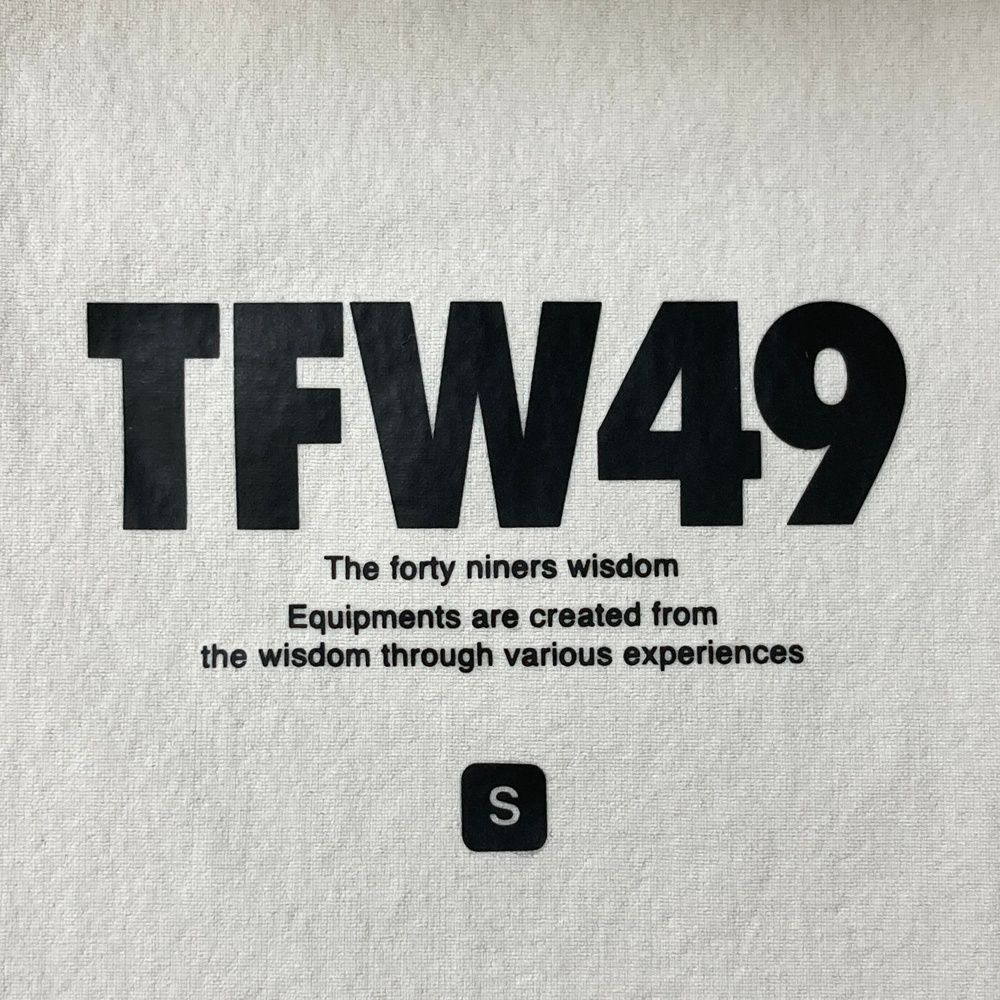 TFW49
The forty niners wisdom
Equipments are created from
the wisdom through various experiences
S